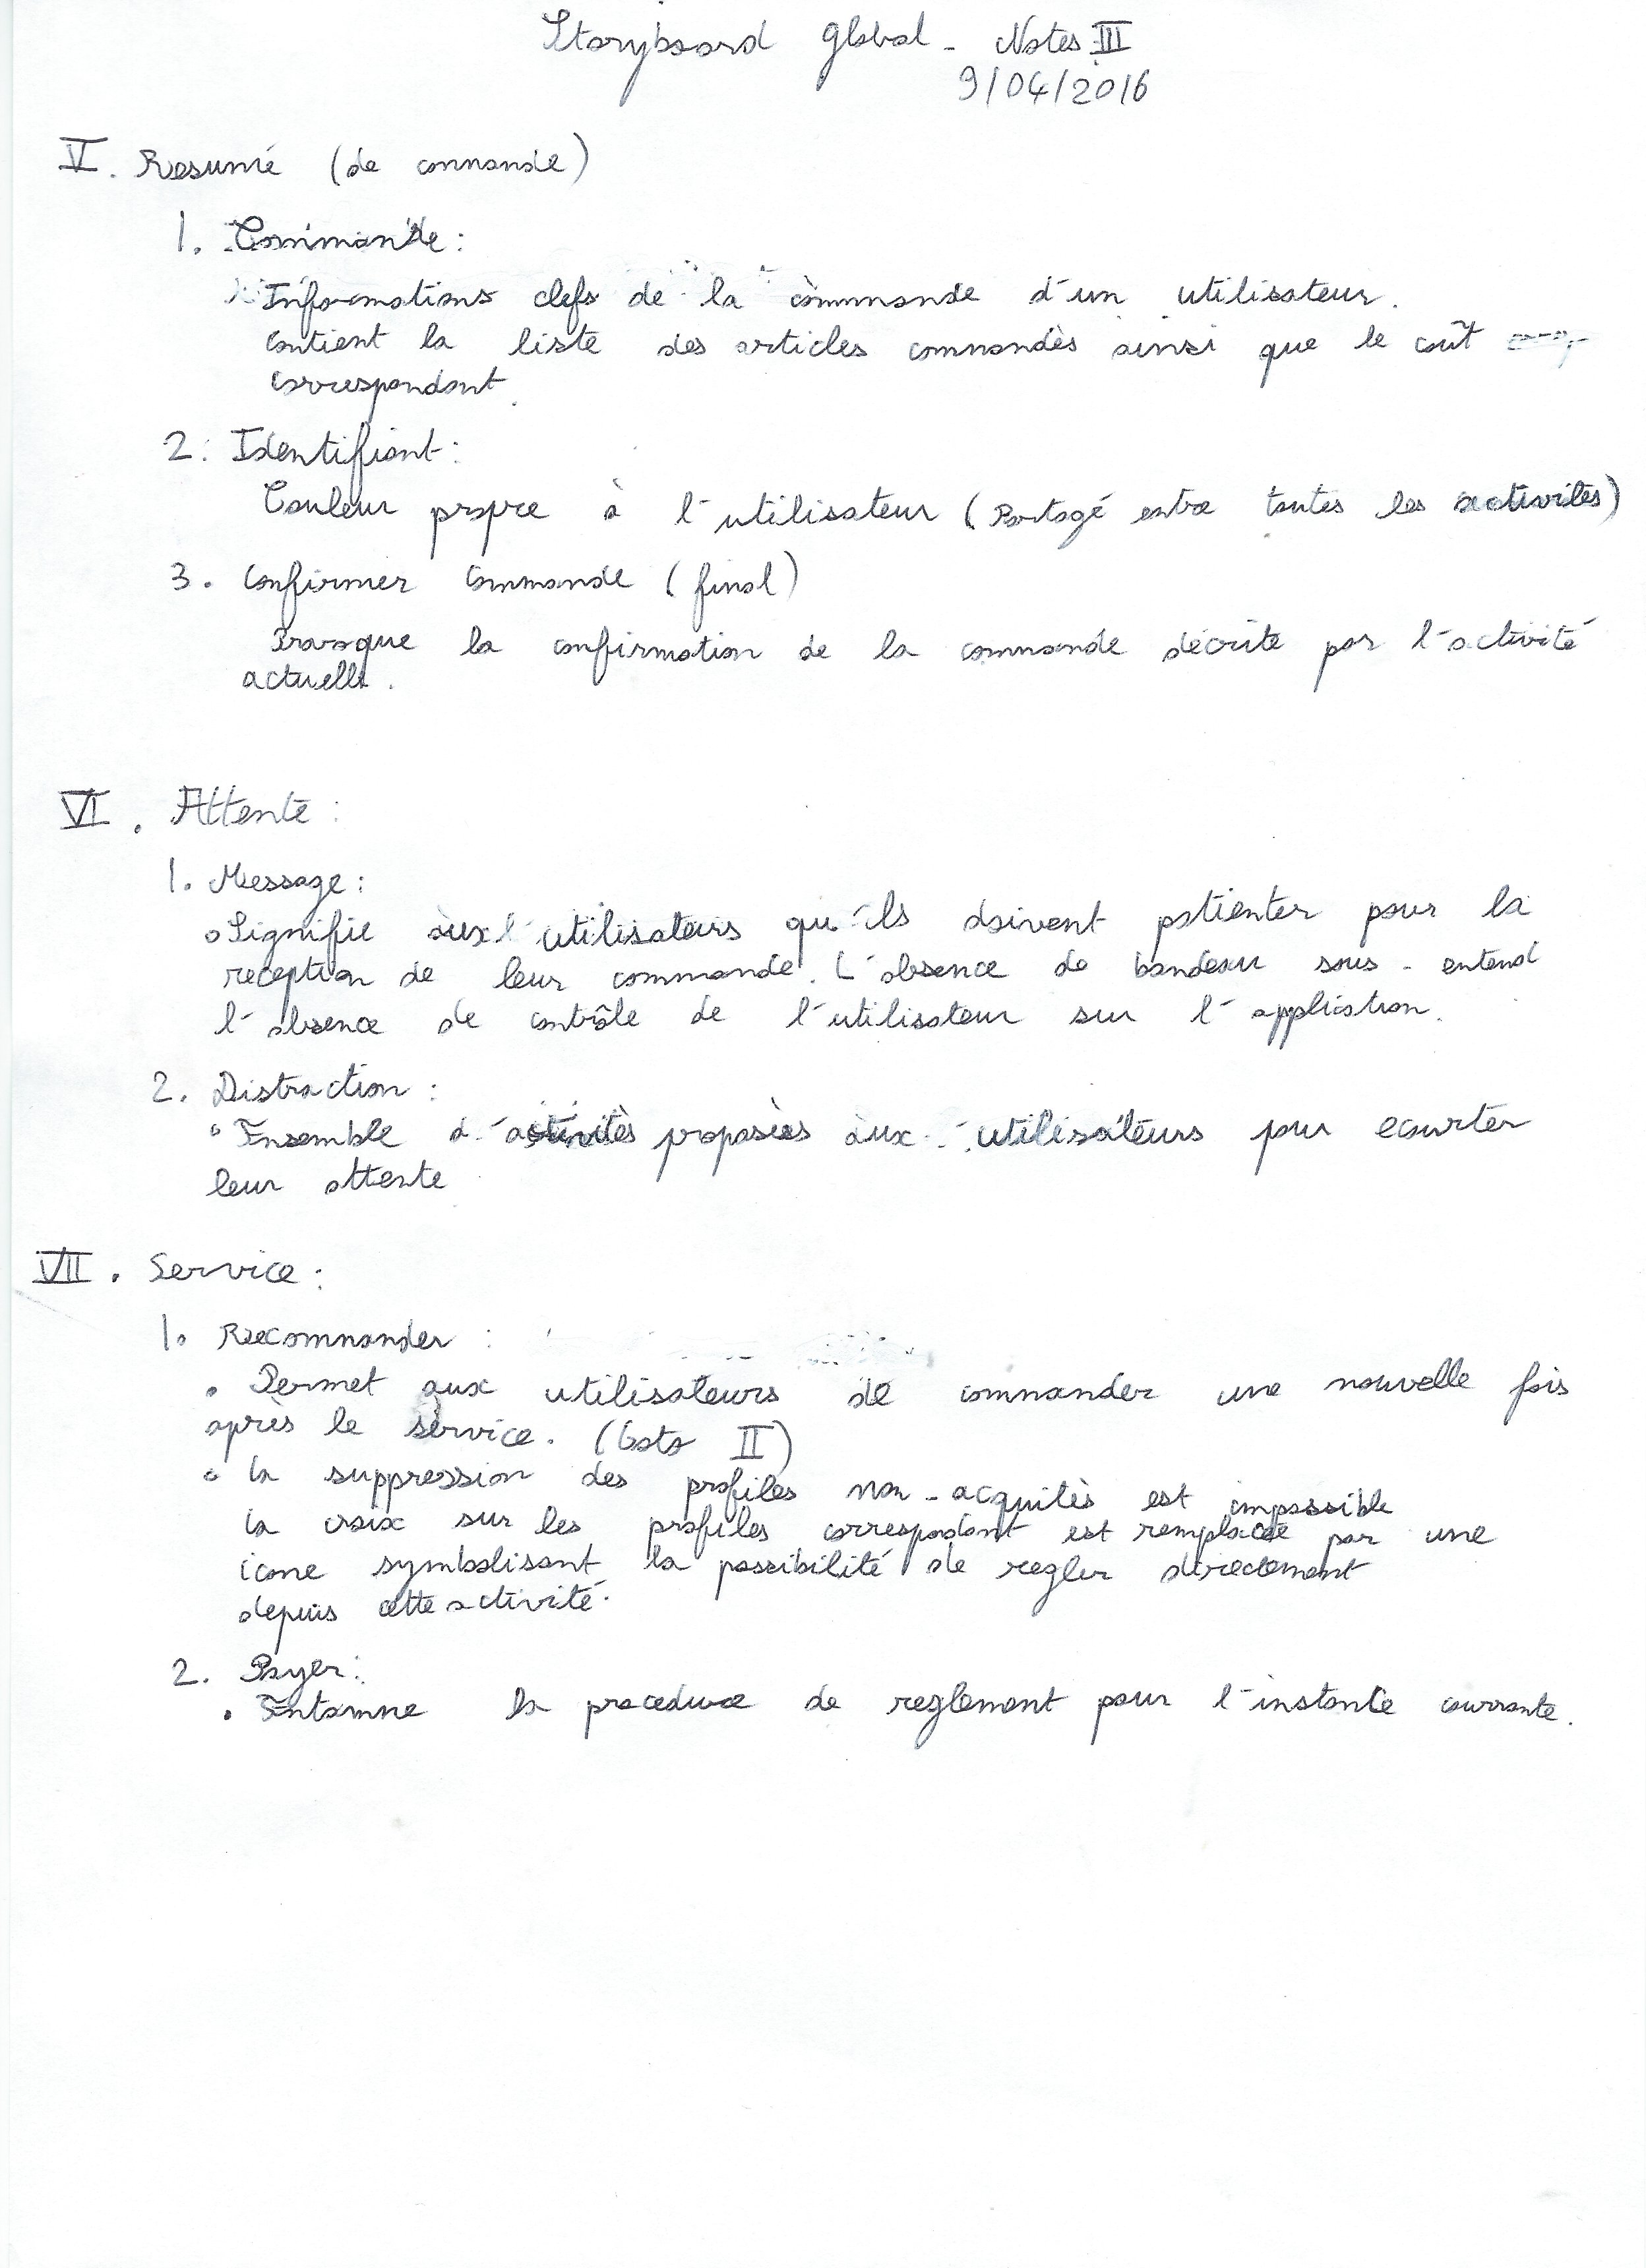 Storyboard Global - Notes III
9/04/2016
V. Resumé (de commande)
1. Commande :
Informations clefs de la commande d'un utilisateur.
Contient la liste des articles commandés ainsi que le coût
correspondant.
2. Identifiant :
Couleur propre à l'utilisateur (Partagé entre toutes les activités)
3. Confirmer Commande (final)
Provoque la confirmation de la commande décrite par l'activité
actuelle.
VI. Attente :
1. Message :
Signifie aux utilisateurs qu'ils doivent patienter pour la
reception de leur commande. L'absence de bandeau sous-entend
l'absence de contrôle de l'utilisateur sur l'application.
2. Distraction :
Ensemble d'activités proposées aux utilisateurs pour ecourter
leur attente
VII. Service :
1. Recommander :
• Permet aux utilisateurs de commander une nouvelle fois
après le service. (Goto II)
• La suppression des profiles non-acquités est impossible
la croix sur les profiles correspondant est remplacée par une
icone symbolisant la possibilité de regler directement
depuis cette activité.
2. Payer :
• Entamne la procedure de reglement pour l'instance courrante.